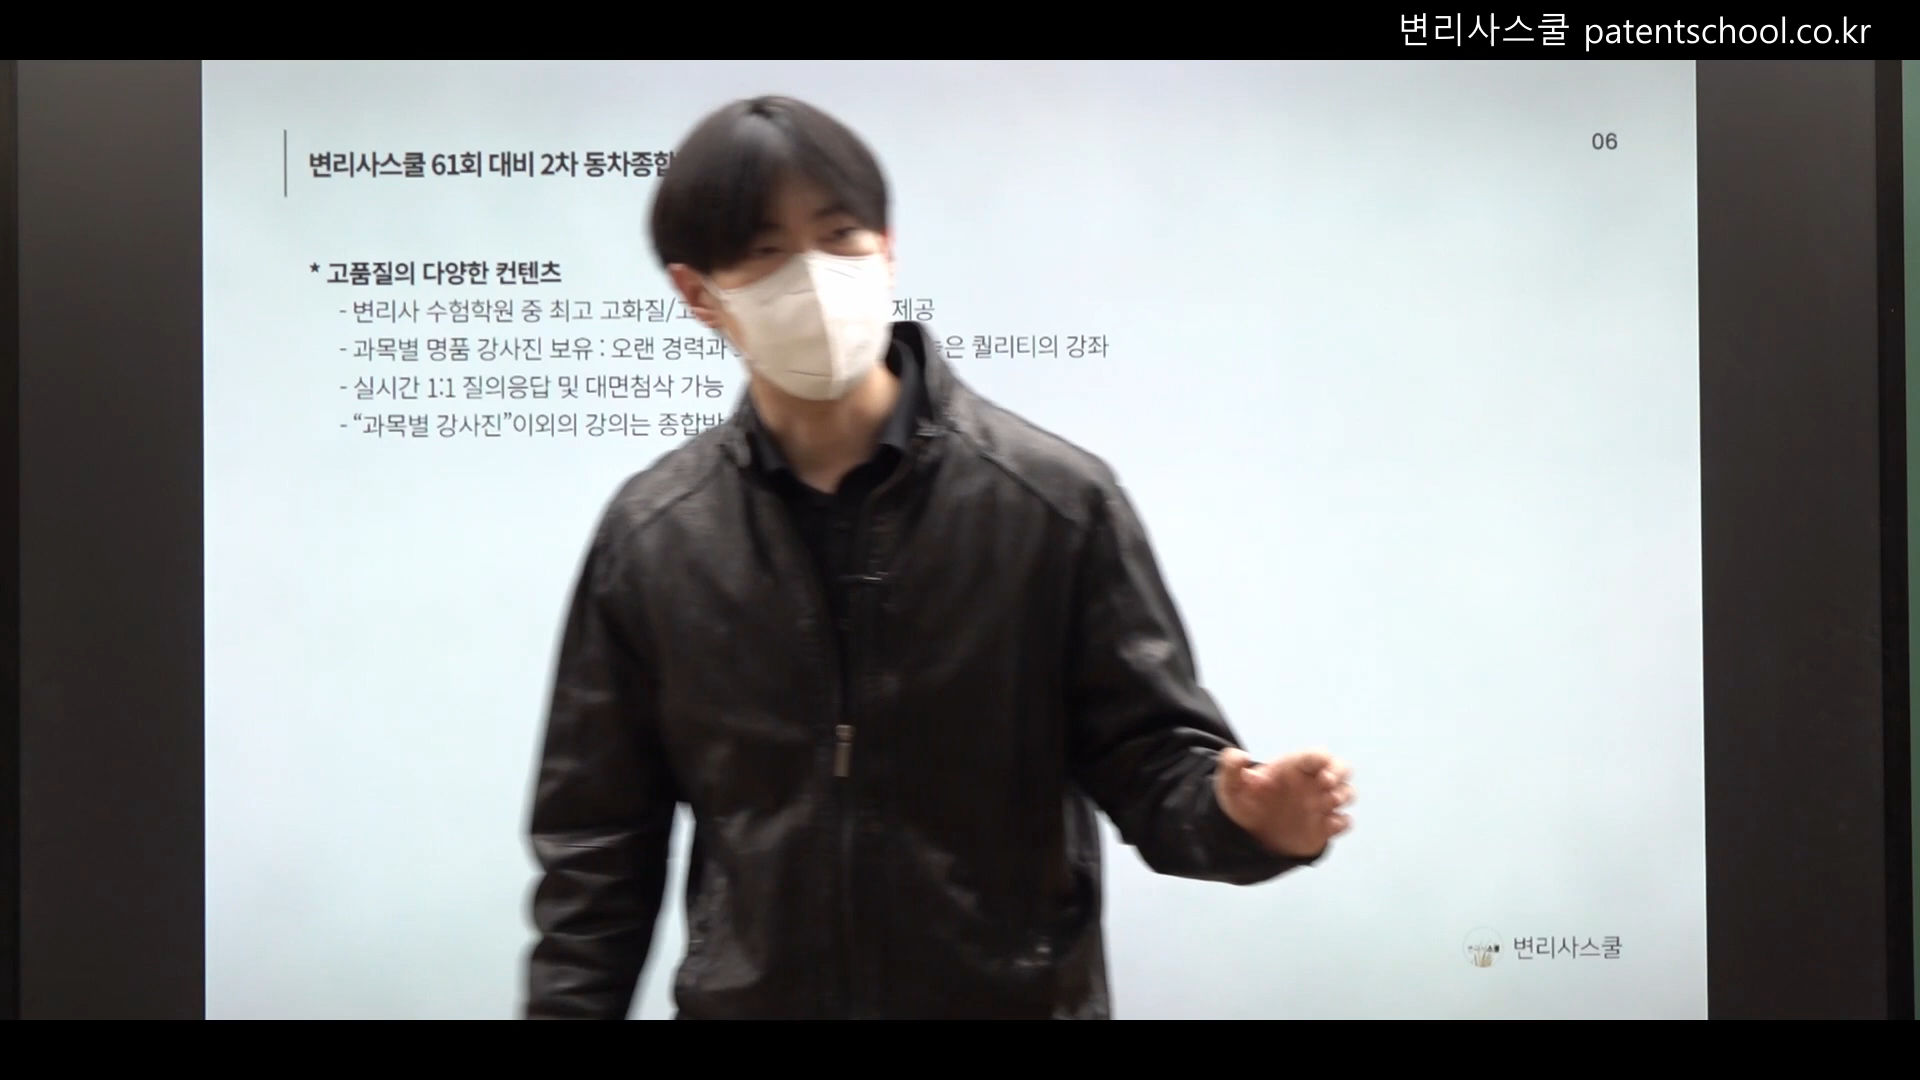 변리사스쿨 patentschool.co.kr
06
변리사스쿨 61회 대비 2차 동차종합
* 고품질의 다양한 컨텐츠
- 변리사 수험학원 중 최고 고화질/고 제공
- 과목별 명품 강사진 보유 : 오랜 경력과 은 퀄리티의 강좌
- 실시간 1:1 질의응답 및 대면첨삭 가능
- “과목별 강사진”이외의 강의는 종합반
변리사스쿨